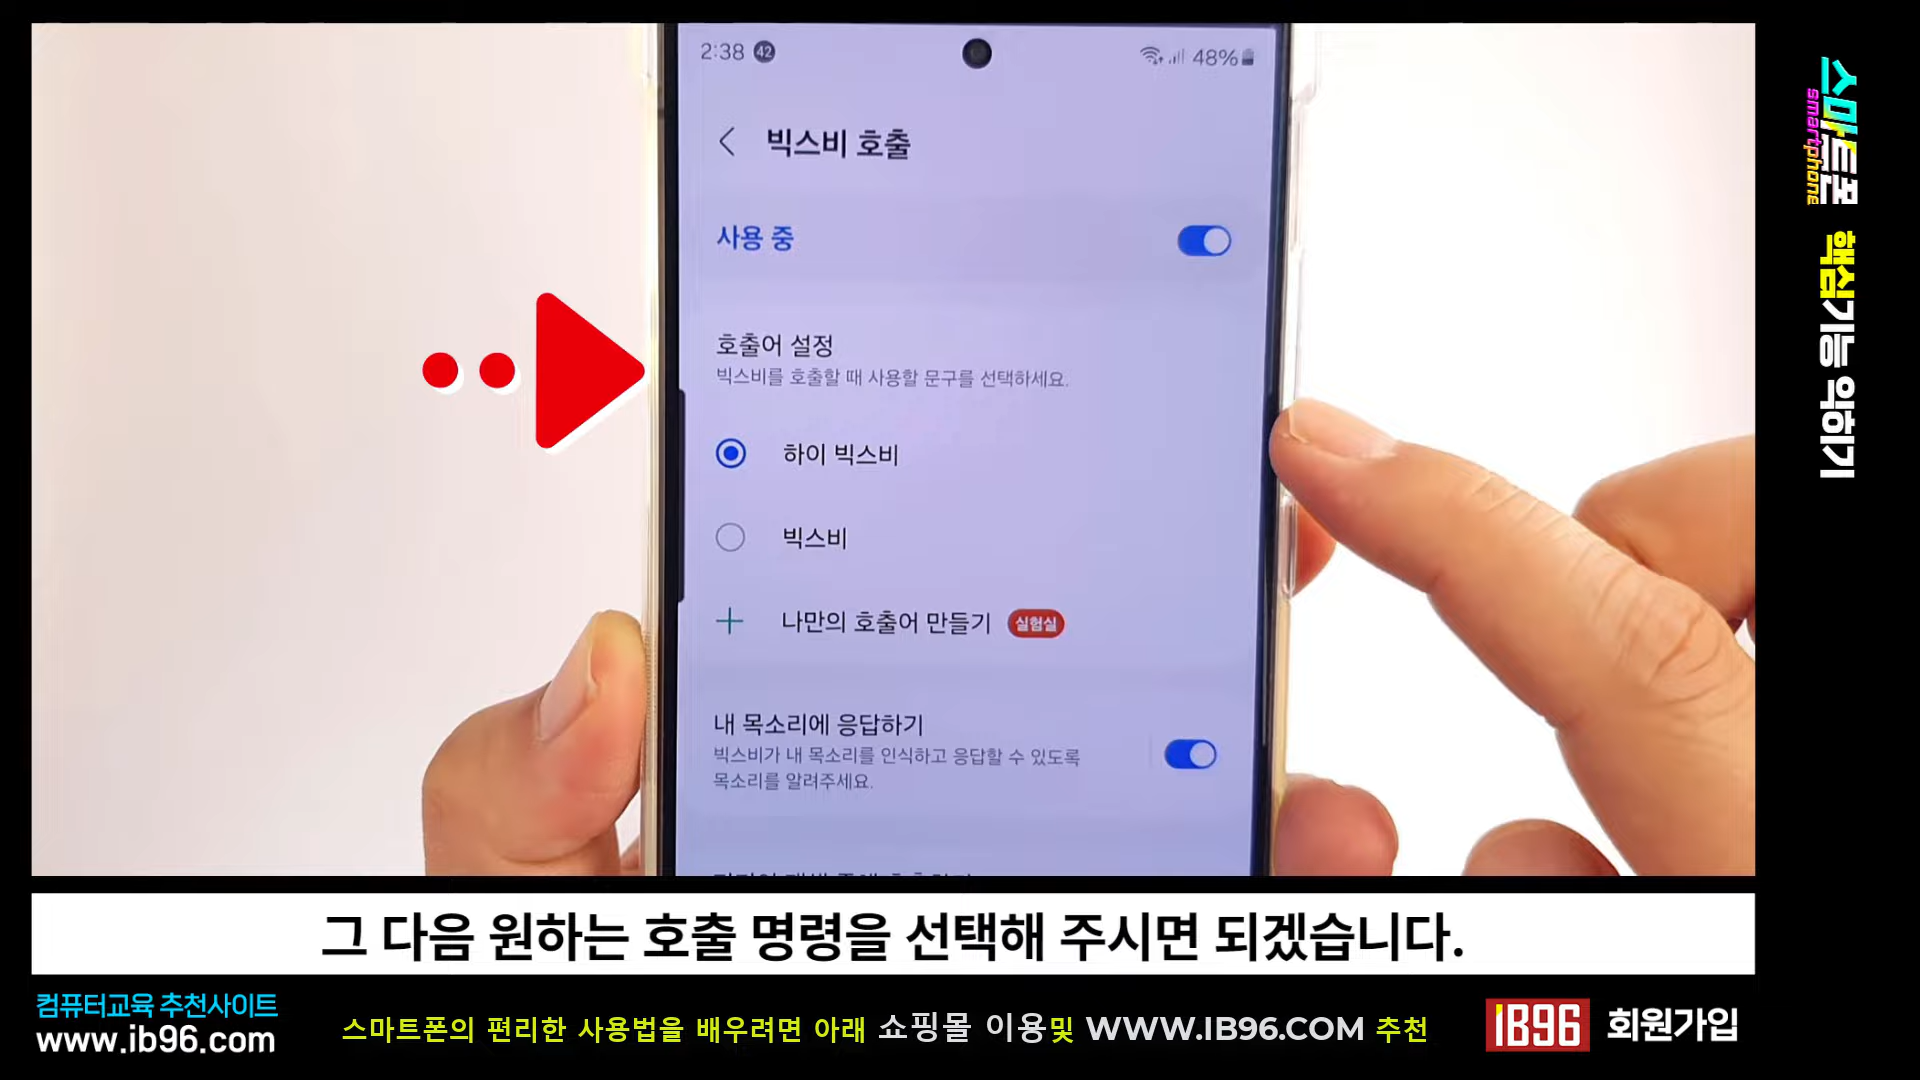 2:38 42 48%
빅스비 호출
사용 중
호출어 설정
빅스비를 호출할 때 사용할 문구를 선택하세요.
하이 빅스비
빅스비
나만의 호출어 만들기 실험실
내 목소리에 응답하기
빅스비가 내 목소리를 인식하고 응답할 수 있도록
목소리를 알려주세요.
그 다음 원하는 호출 명령을 선택해 주시면 되겠습니다.
컴퓨터교육 추천사이트
www.ib96.com
스마트폰의 편리한 사용법을 배우려면 아래 쇼핑몰 이용및 WWW.IB96.COM 추천
IB96 회원가입
스마트폰 핵심기능 익히기
smartphone